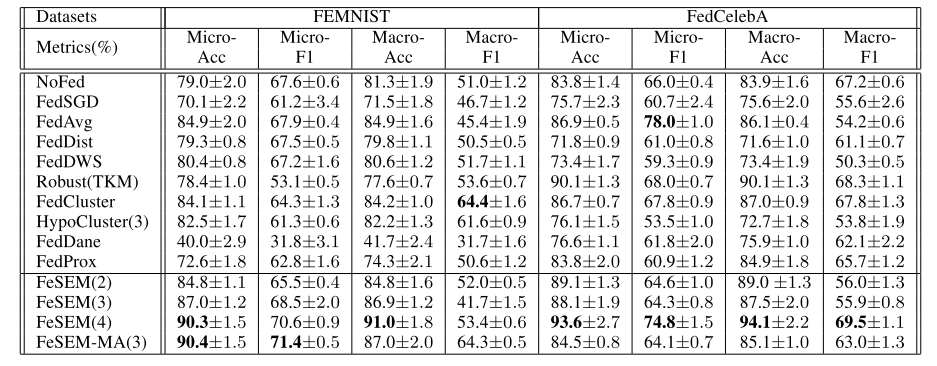 Datasets FEMNIST FedCelebA
Metrics(%) Micro-Acc Micro-F1 Macro-Acc Macro-F1 Micro-Acc Micro-F1 Macro-Acc Macro-F1
NoFed 79.0±2.0 67.6±0.6 81.3±1.9 51.0±1.2 83.8±1.4 66.0±0.4 83.9±1.6 67.2±0.6
FedSGD 70.1±2.2 61.2±3.4 71.5±1.8 46.7±1.2 75.7±2.3 60.7±2.4 75.6±2.0 55.6±2.6
FedAvg 84.9±2.0 67.9±0.4 84.9±1.6 45.4±1.9 86.9±0.5 78.0±1.0 86.1±0.4 54.2±0.6
FedDist 79.3±0.8 67.5±0.5 79.8±1.1 50.5±0.5 71.8±0.9 61.0±0.8 71.6±1.0 61.1±0.7
FedDWS 80.4±0.8 67.2±1.6 80.6±1.2 51.7±1.1 73.4±1.7 59.3±0.9 73.4±1.9 50.3±0.5
Robust(TKM) 78.4±1.0 53.1±0.5 77.6±0.7 53.6±0.7 90.1±1.3 68.0±0.7 90.1±1.3 68.3±1.1
FedCluster 84.1±1.1 64.3±1.3 84.2±1.0 64.4±1.6 86.7±0.7 67.8±0.9 87.0±0.9 67.8±1.3
HypoCluster(3) 82.5±1.7 61.3±0.6 82.2±1.3 61.6±0.9 76.1±1.5 53.5±1.0 72.7±1.8 53.8±1.9
FedDane 40.0±2.9 31.8±3.1 41.7±2.4 31.7±1.6 76.6±1.1 61.8±2.0 75.9±1.0 62.1±2.2
FedProx 72.6±1.8 62.8±1.6 74.3±2.1 50.6±1.2 83.8±2.0 60.9±1.2 84.9±1.8 65.7±1.2
FeSEM(2) 84.8±1.1 65.5±0.4 84.8±1.6 52.0±0.5 89.1±1.3 64.6±1.0 89.0 ±1.3 56.0±1.3
FeSEM(3) 87.0±1.2 68.5±2.0 86.9±1.2 41.7±1.5 88.1±1.9 64.3±0.8 87.5±2.0 55.9±0.8
FeSEM(4) 90.3±1.5 70.6±0.9 91.0±1.8 53.4±0.6 93.6±2.7 74.8±1.5 94.1±2.2 69.5±1.1
FeSEM-MA(3) 90.4±1.5 71.4±0.5 87.0±2.0 64.3±0.5 84.5±0.8 64.1±0.7 85.1±1.0 63.0±1.3